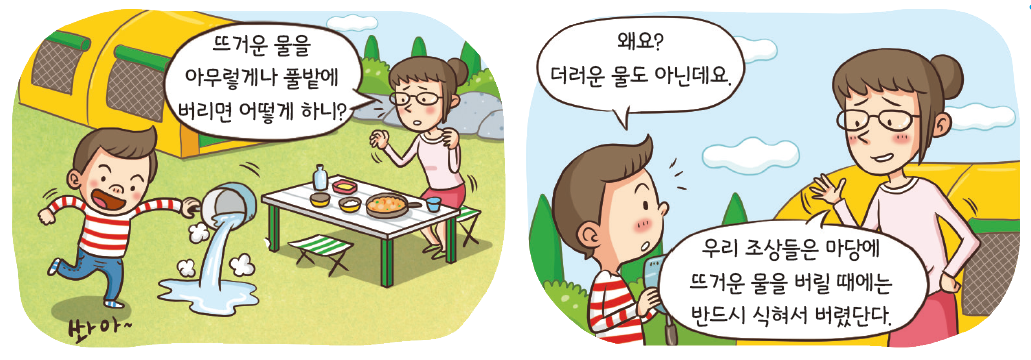 뜨거운 물을
아무렇게나 풀밭에
버리면 어떻게 하니?
쏴아~
왜요?
더러운 물도 아닌데요.
우리 조상들은 마당에
뜨거운 물을 버릴 때에는
반드시 식혀서 버렸단다.